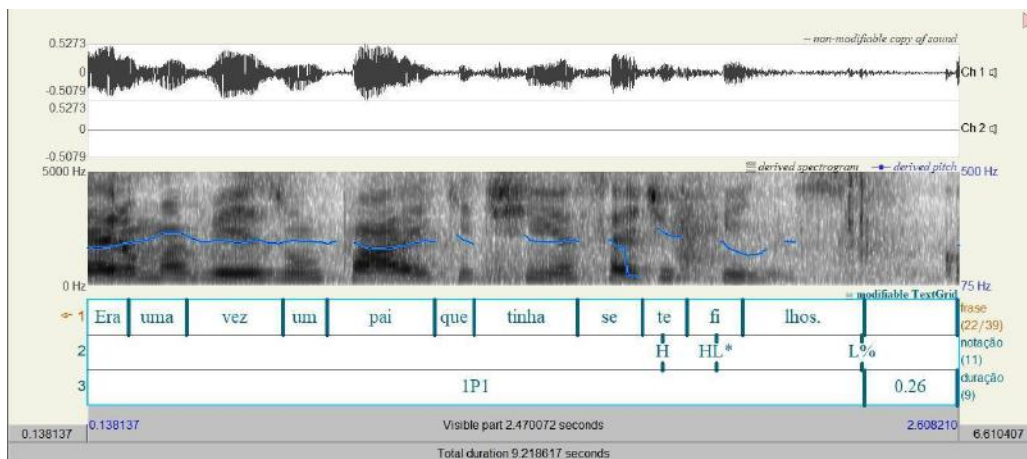 0.5273
-- non-modifiable copy of sound
0
Ch 1
-0.5079
0.5273
0
Ch 2
-0.5079
5000 Hz
derived spectrogram
derived pitch
500 Hz
0 Hz
75 Hz
modifiable TextGrid
1 Era uma vez um pai que tinha se te fi lhos.
frase
(22/39)
2 H HL* L%
notação
(11)
3 1P1 0.26
duração
(9)
0.138137 0.138137 Visible part 2.470072 seconds 2.608210 6.610407
Total duration 9.218617 seconds